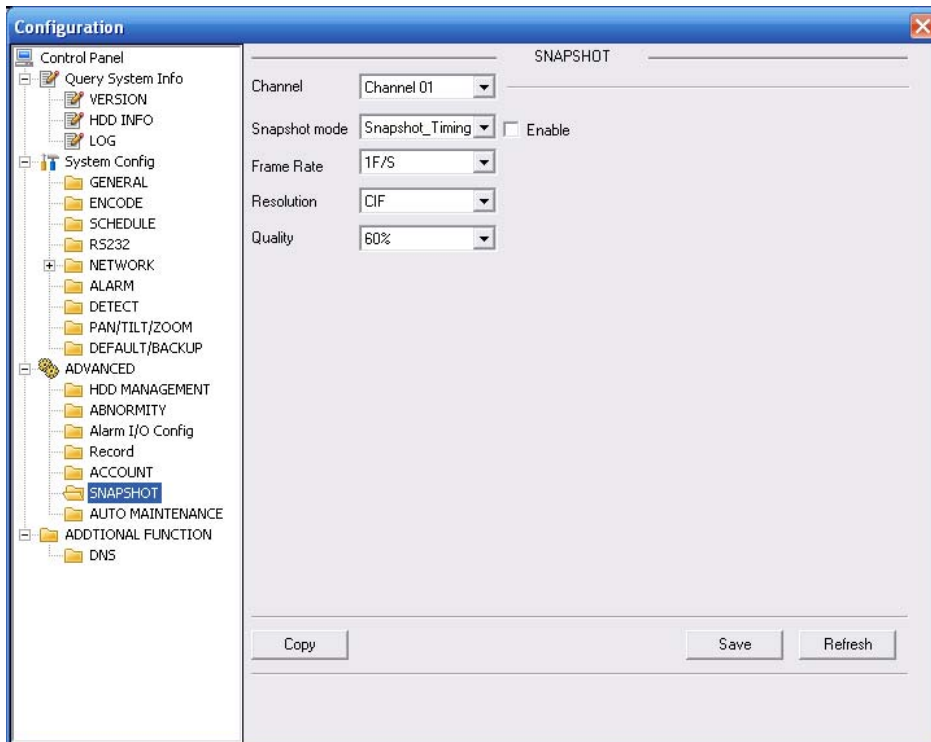 Configuration
Control Panel
Query System Info
VERSION
HDD INFO
LOG
System Config
GENERAL
ENCODE
SCHEDULE
RS232
NETWORK
ALARM
DETECT
PAN/TILT/ZOOM
DEFAULT/BACKUP
ADVANCED
HDD MANAGEMENT
ABNORMITY
Alarm I/O Config
Record
ACCOUNT
SNAPSHOT
AUTO MAINTENANCE
ADDTIONAL FUNCTION
DNS
SNAPSHOT
Channel Channel 01
Snapshot mode Snapshot_Timing Enable
Frame Rate 1F/S
Resolution CIF
Quality 60%
Copy Save Refresh